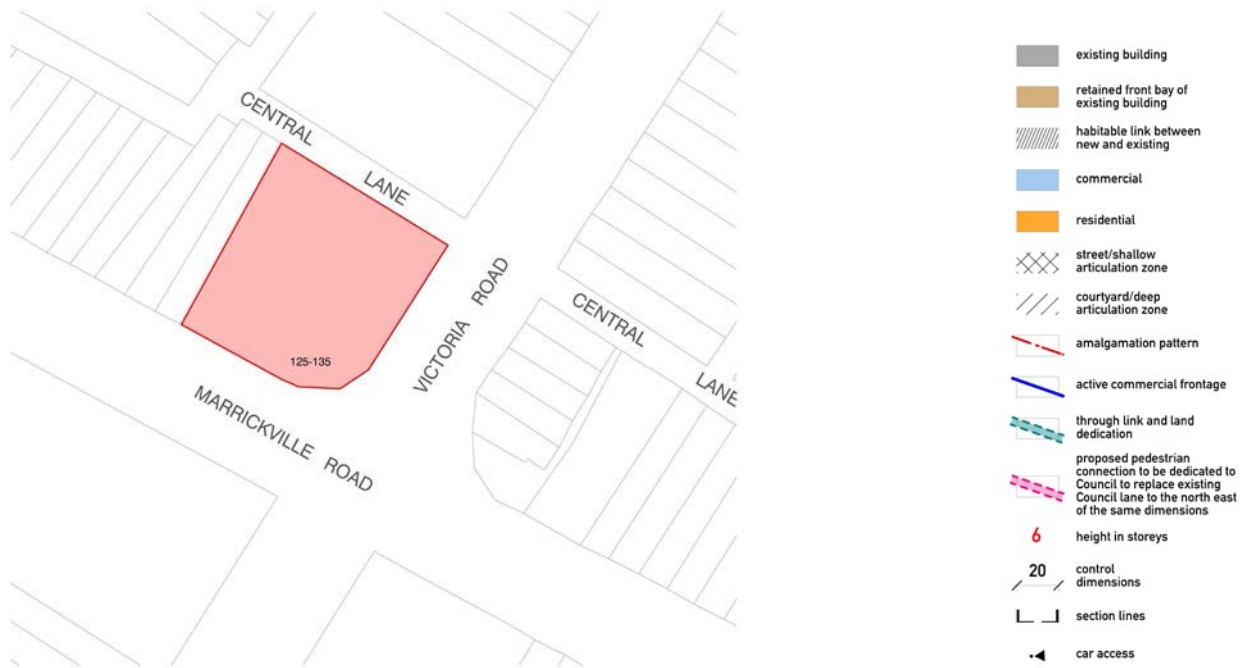 CENTRAL
LANE
VICTORIA ROAD
125-135
MARRICKVILLE ROAD
CENTRAL
LANE
existing building
retained front bay of
existing building
habitable link between
new and existing
commercial
residential
street/shallow
articulation zone
courtyard/deep
articulation zone
amalgamation pattern
active commercial frontage
through link and land
dedication
proposed pedestrian
connection to be dedicated to
Council to replace existing
Council lane to the north east
of the same dimensions
6 height in storeys
20 control
dimensions
section lines
car access